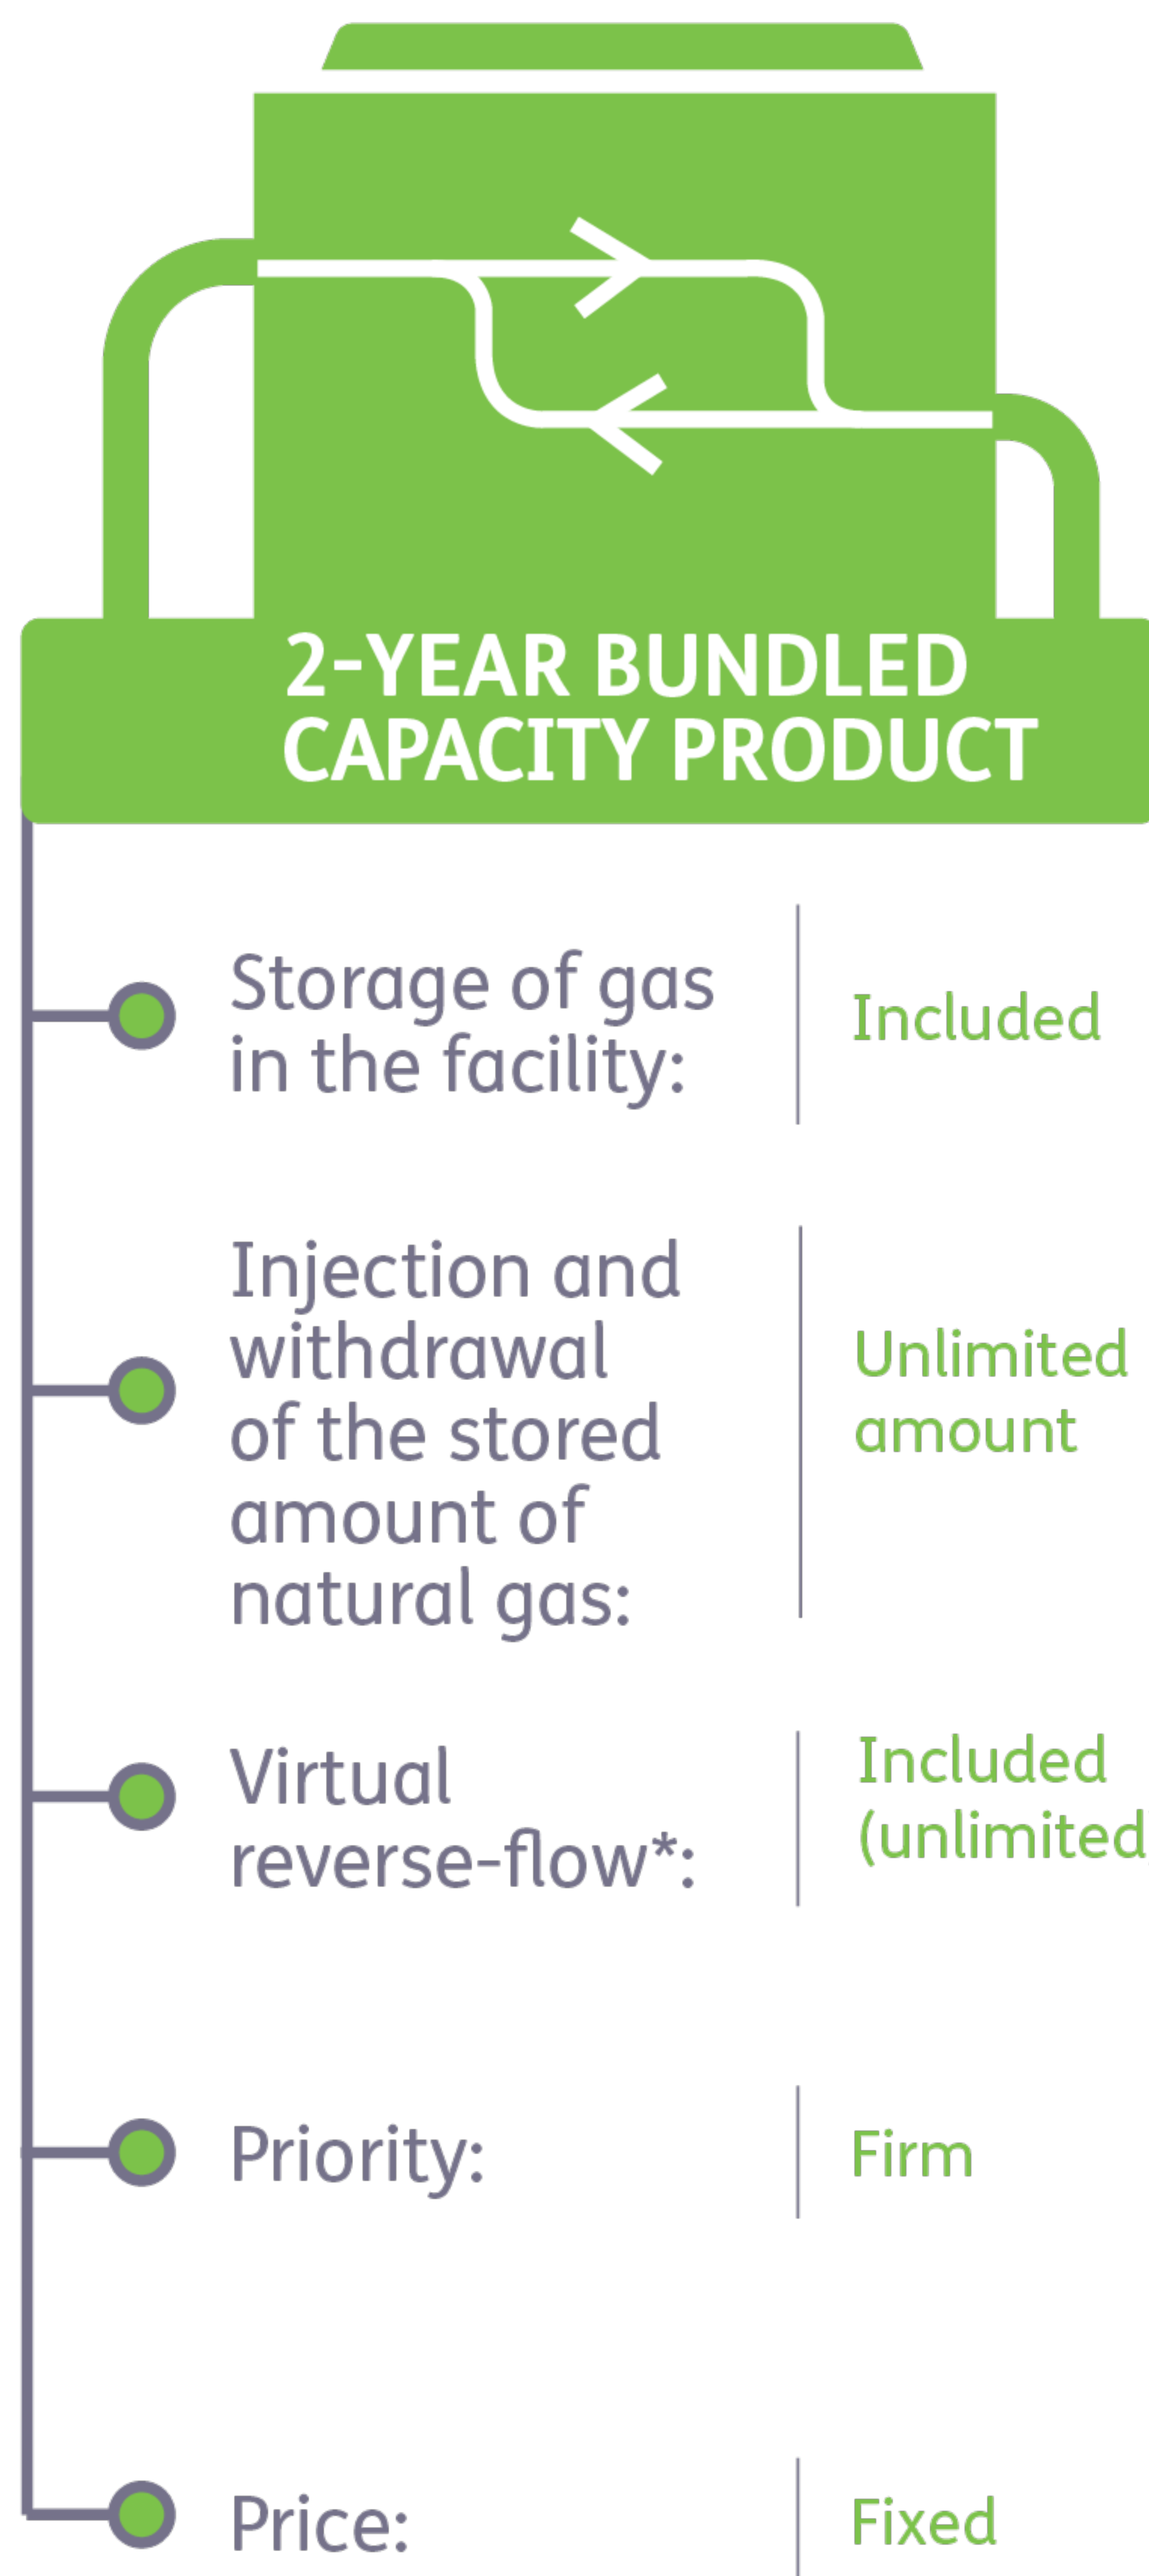 2-YEAR BUNDLED
CAPACITY PRODUCT
Storage of gas
in the facility:
Included
Injection and
withdrawal
of the stored
amount of
natural gas:
Unlimited
amount
Virtual
reverse-flow*:
Included
(unlimited
Priority:
Firm
Price:
Fixed